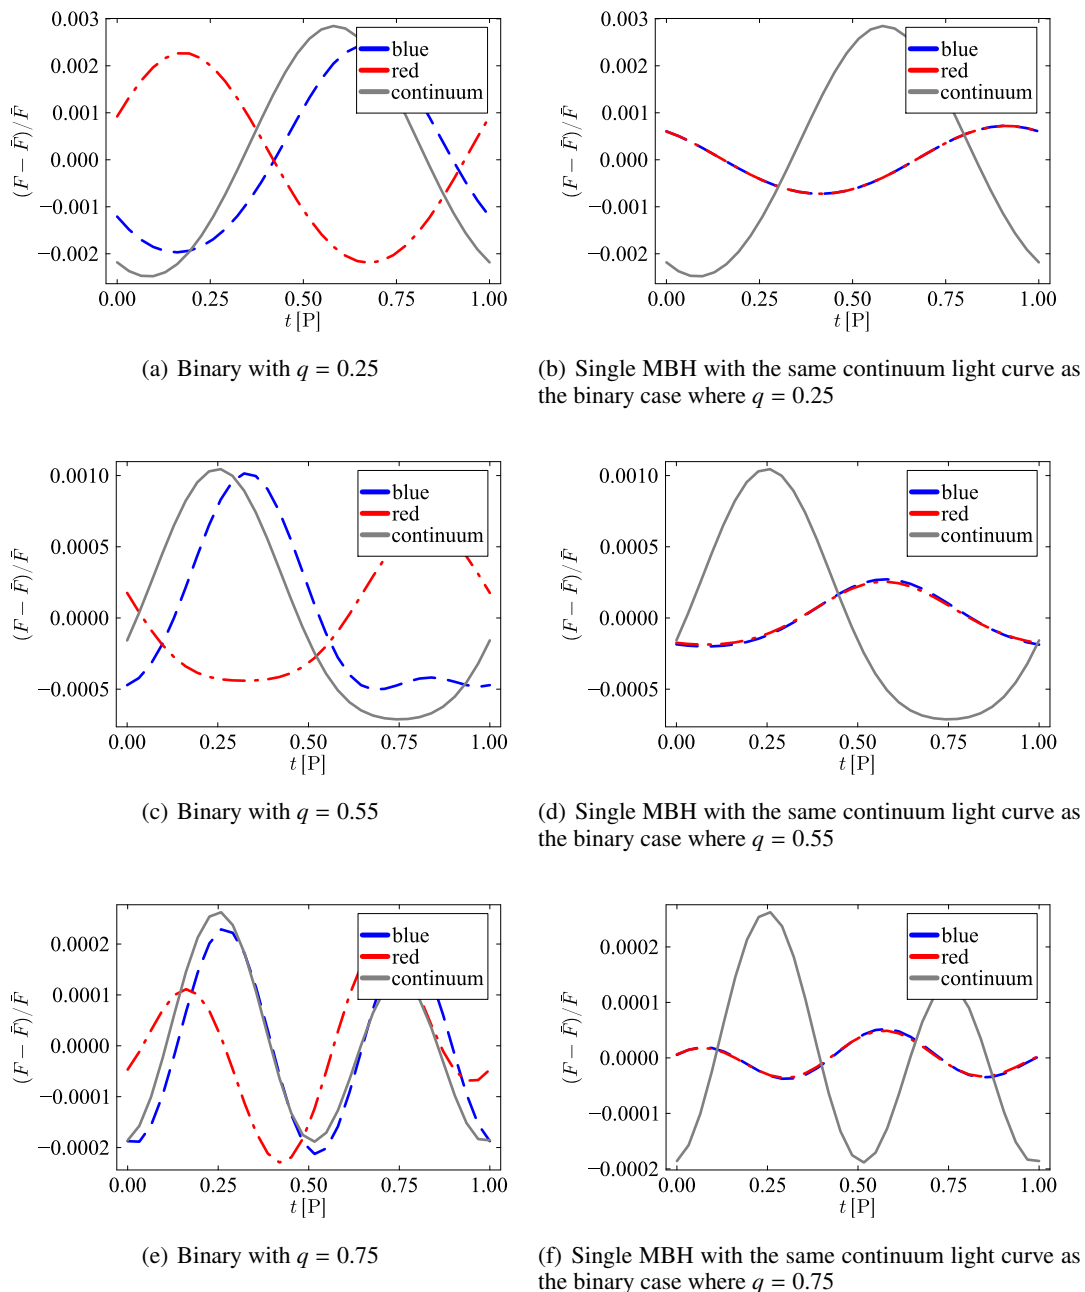 0.003
0.002
0.001
0.000
−0.001
−0.002
(F − F̄)/F̄
blue
red
continuum
0.00 0.25 0.50 0.75 1.00
t [P]
(a) Binary with q = 0.25
0.003
0.002
0.001
0.000
−0.001
−0.002
(F − F̄)/F̄
blue
red
continuum
0.00 0.25 0.50 0.75 1.00
t [P]
(b) Single MBH with the same continuum light curve as
the binary case where q = 0.25
0.0010
0.0005
0.0000
−0.0005
(F − F̄)/F̄
blue
red
continuum
0.00 0.25 0.50 0.75 1.00
t [P]
(c) Binary with q = 0.55
0.0010
0.0005
0.0000
−0.0005
(F − F̄)/F̄
blue
red
continuum
0.00 0.25 0.50 0.75 1.00
t [P]
(d) Single MBH with the same continuum light curve as
the binary case where q = 0.55
0.0002
0.0001
0.0000
−0.0001
−0.0002
(F − F̄)/F̄
blue
red
continuum
0.00 0.25 0.50 0.75 1.00
t [P]
(e) Binary with q = 0.75
0.0002
0.0001
0.0000
−0.0001
−0.0002
(F − F̄)/F̄
blue
red
continuum
0.00 0.25 0.50 0.75 1.00
t [P]
(f) Single MBH with the same continuum light curve as
the binary case where q = 0.75